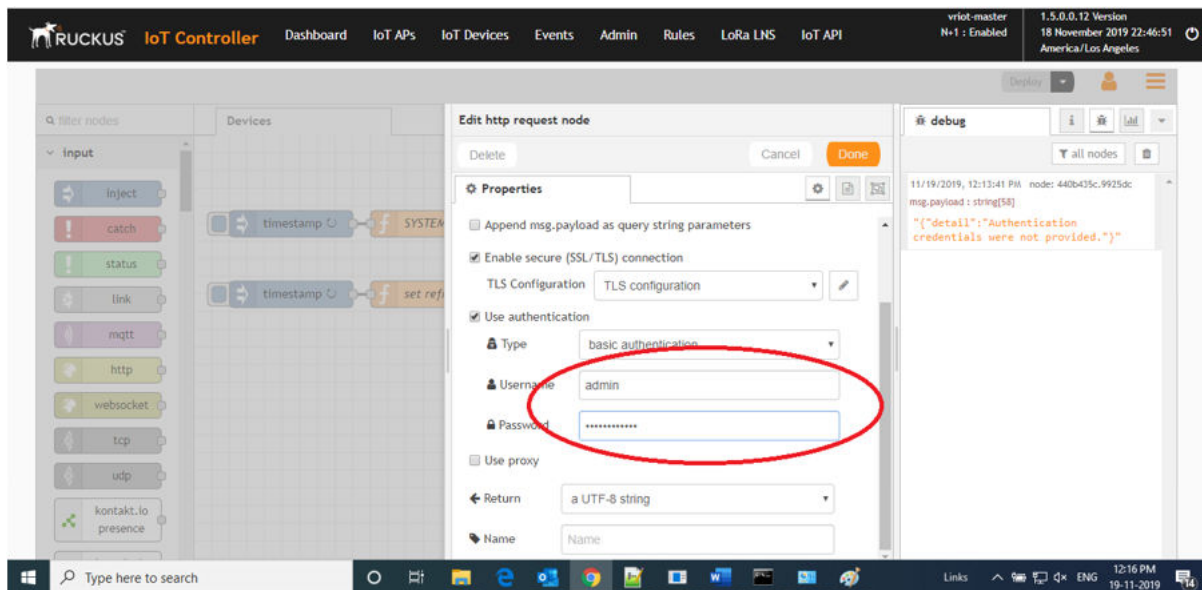 RUCKUS IoT Controller
Dashboard IoT APs IoT Devices Events Admin Rules LoRa LNS IoT API
vriot-master
N+1 : Enabled
1.5.0.0.12 Version
18 November 2019 22:46:51
America/Los Angeles
Deploy
filter nodes
input
inject
catch
status
link
mqtt
http
websocket
tcp
udp
kontakt.io
presence
Devices
timestamp
SYSTEM
timestamp
set refr
Edit http request node
Delete
Cancel
Done
Properties
Append msg.payload as query string parameters
Enable secure (SSL/TLS) connection
TLS Configuration TLS configuration
Use authentication
Type basic authentication
Username admin
Password ••••••••••••
Use proxy
Return a UTF-8 string
Name Name
debug
all nodes
11/19/2019, 12:13:41 PM node: 440b435c.9925dc
msg.payload : string[58]
"{"detail":"Authentication
credentials were not provided."}"
Type here to search
Links
ENG
12:16 PM
19-11-2019
14